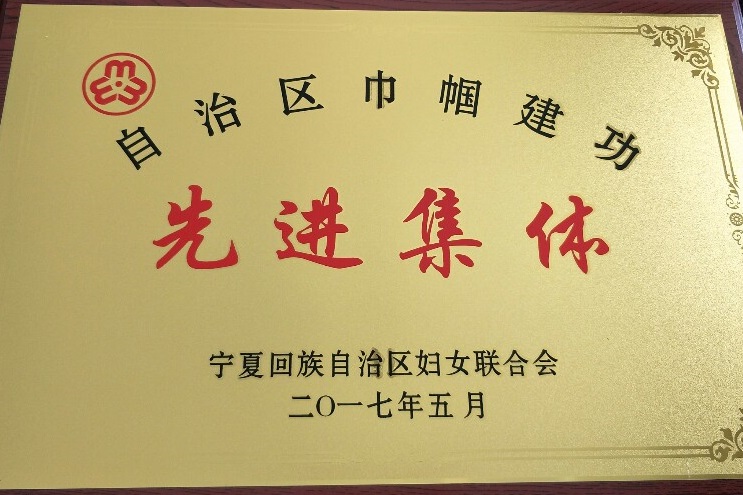 自治区巾帼建功
先进集体
宁夏回族自治区妇女联合会
二〇一七年五月